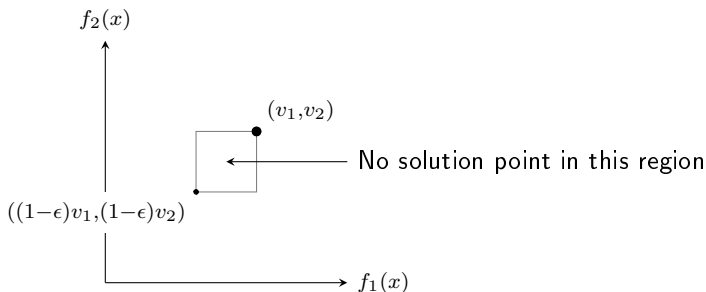 f₂(x)
(v₁,v₂)
No solution point in this region
((1−ϵ)v₁,(1−ϵ)v₂)
f₁(x)